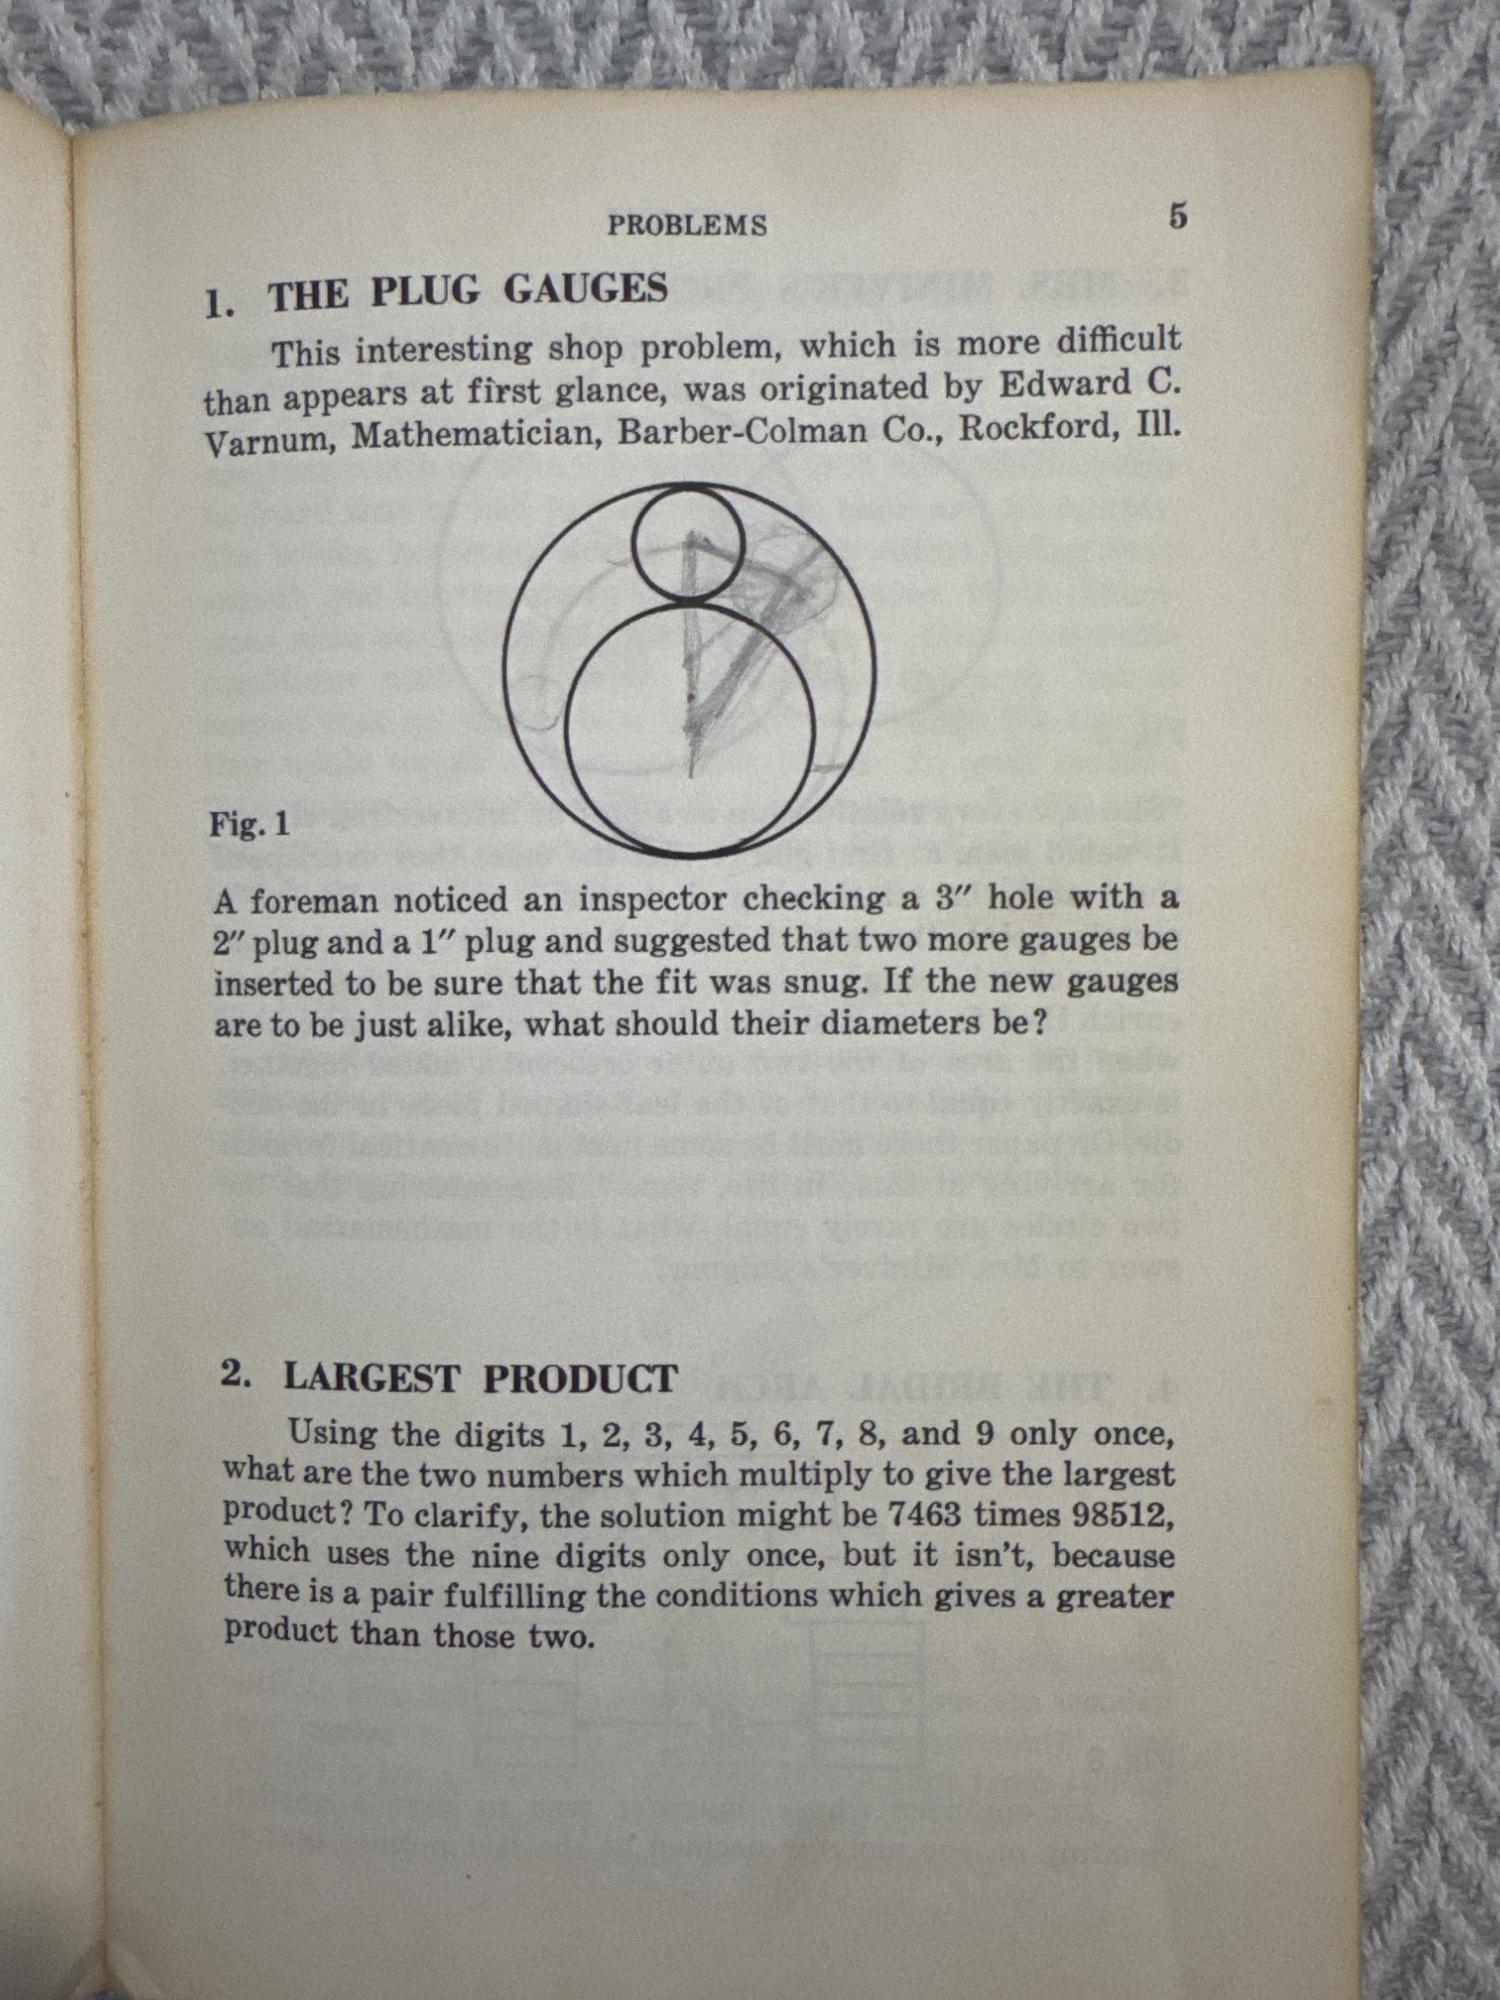 PROBLEMS 5
1. THE PLUG GAUGES
This interesting shop problem, which is more difficult
than appears at first glance, was originated by Edward C.
Varnum, Mathematician, Barber-Colman Co., Rockford, Ill.
Fig. 1
A foreman noticed an inspector checking a 3″ hole with a
2″ plug and a 1″ plug and suggested that two more gauges be
inserted to be sure that the fit was snug. If the new gauges
are to be just alike, what should their diameters be?
2. LARGEST PRODUCT
Using the digits 1, 2, 3, 4, 5, 6, 7, 8, and 9 only once,
what are the two numbers which multiply to give the largest
product? To clarify, the solution might be 7463 times 98512,
which uses the nine digits only once, but it isn't, because
there is a pair fulfilling the conditions which gives a greater
product than those two.